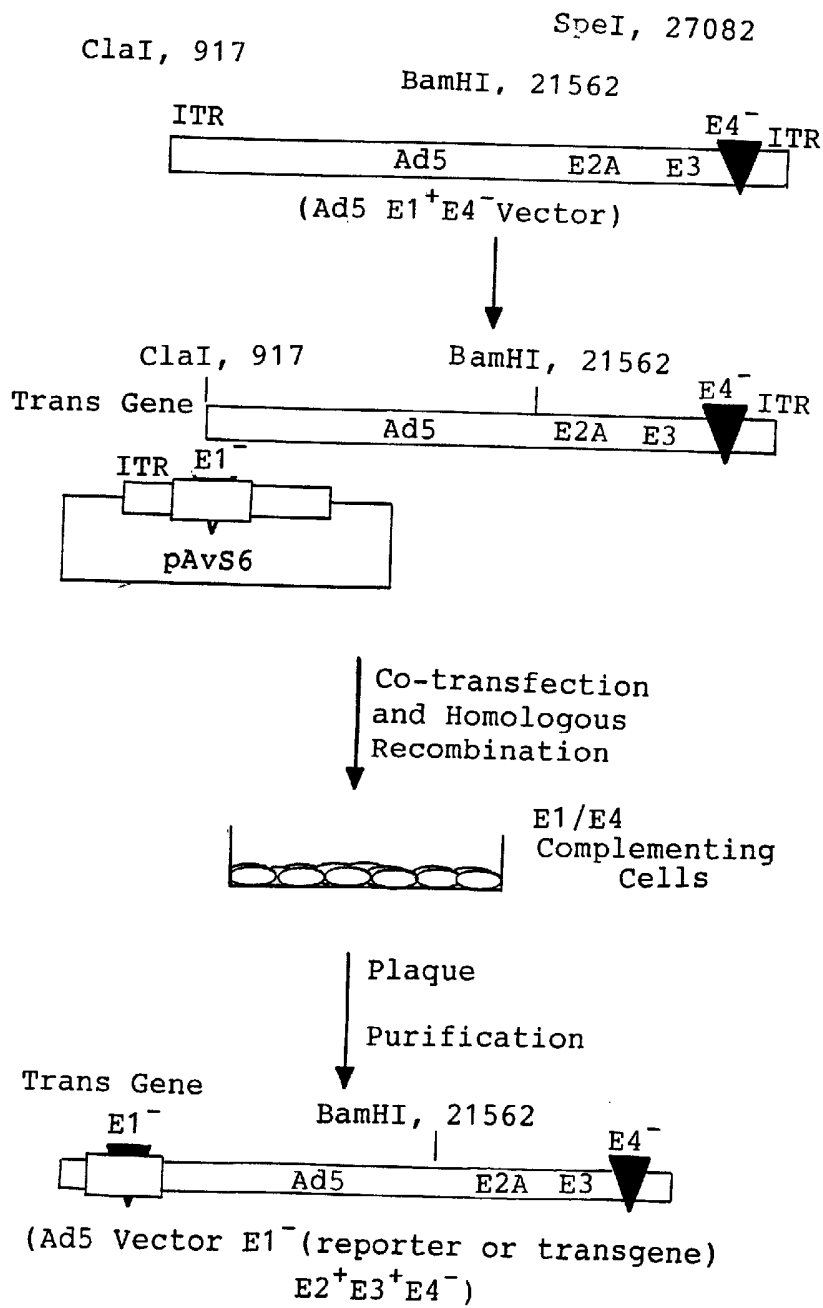 SpeI, 27082
ClaI, 917
BamHI, 21562
ITR
E4⁻
ITR
Ad5
E2A
E3
(Ad5 E1⁺E4⁻Vector)
ClaI, 917
BamHI, 21562
Trans Gene
E4⁻
ITR
Ad5
E2A
E3
ITR
E1⁻
pAvS6
Co-transfection
and Homologous
Recombination
E1/E4
Complementing
Cells
Plaque
Purification
Trans Gene
E1⁻
BamHI, 21562
E4⁻
Ad5
E2A
E3
(Ad5 Vector E1⁻(reporter or transgene)
E2⁺E3⁺E4⁻)